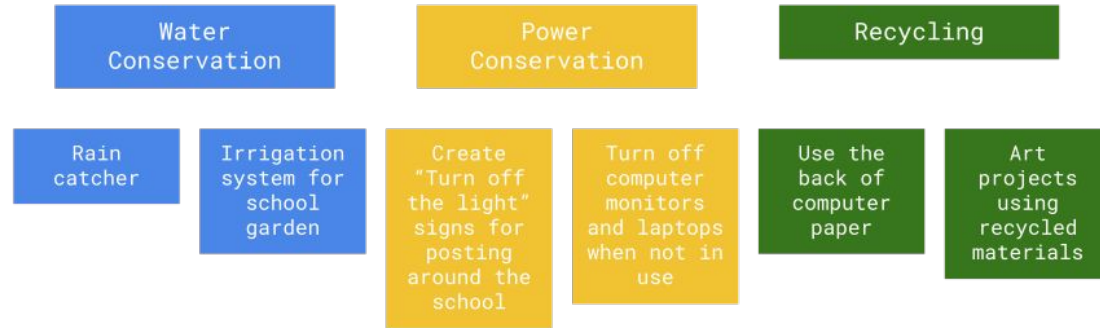 Water
Conservation
Power
Conservation
Recycling
Rain
catcher
Irrigation
system for
school
garden
Create
“Turn off
the light”
signs for
posting
around the
school
Turn off
computer
monitors
and laptops
when not in
use
Use the
back of
computer
paper
Art
projects
using
recycled
materials